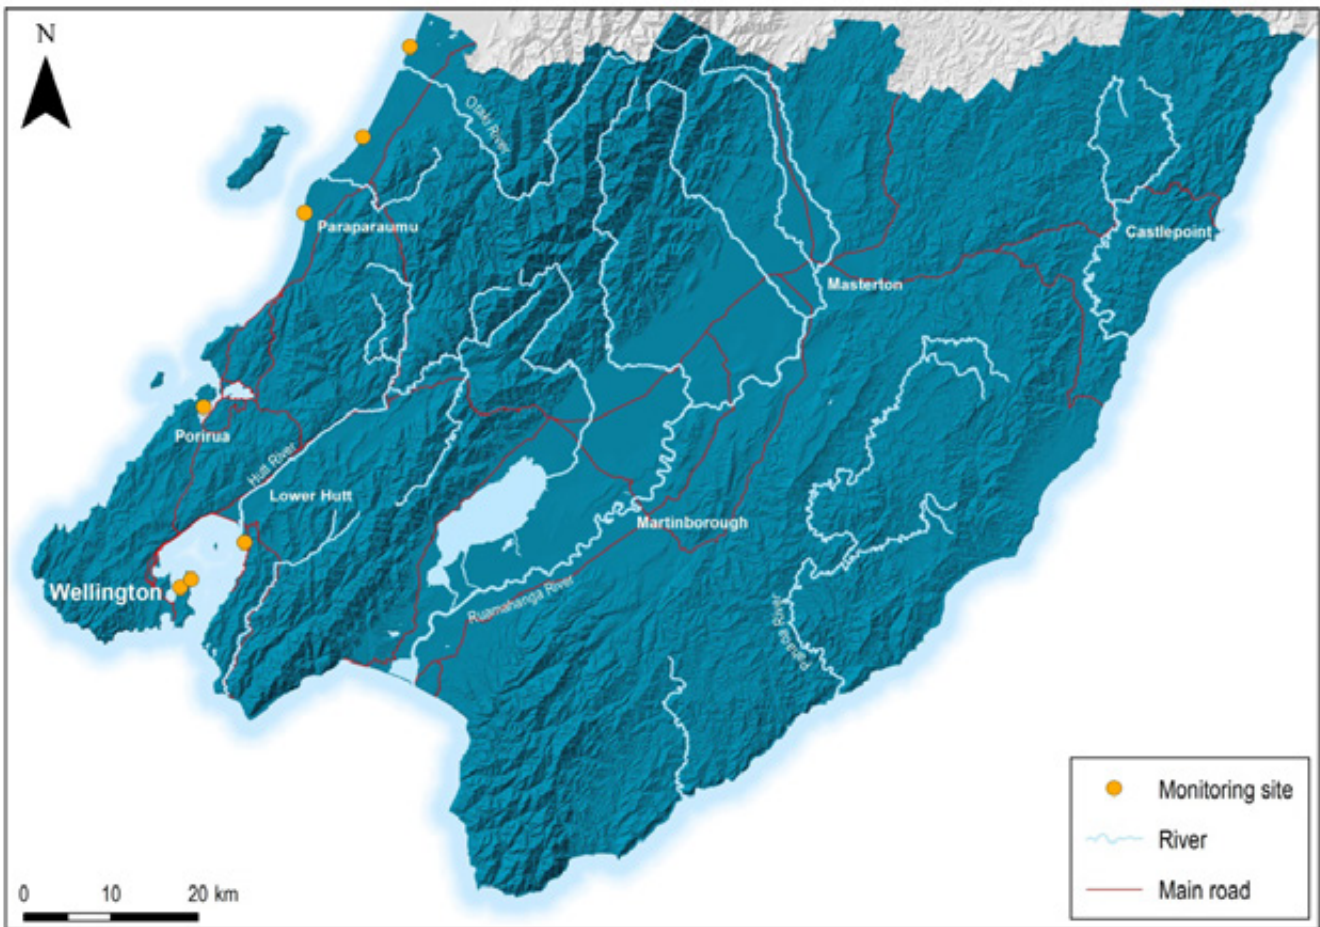 N
Otaki River
Paraparaumu
Castlepoint
Masterton
Porirua
Hutt River
Lower Hutt
Martinborough
Wellington
Ruamahanga River
Pahaoa River
0 10 20 km
Monitoring site
River
Main road